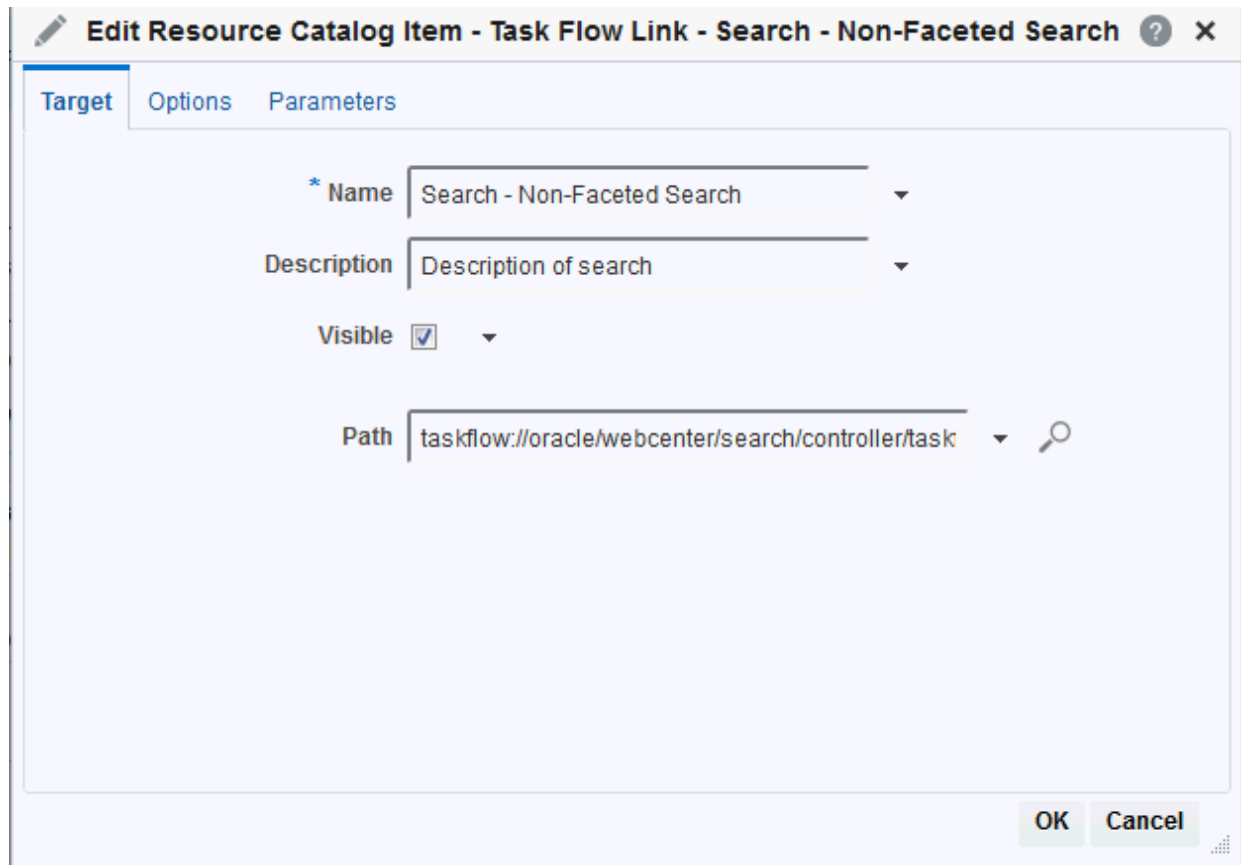 Edit Resource Catalog Item - Task Flow Link - Search - Non-Faceted Search ?
Target Options Parameters
* Name Search - Non-Faceted Search
Description Description of search
Visible
Path taskflow://oracle/webcenter/search/controller/task
OK Cancel